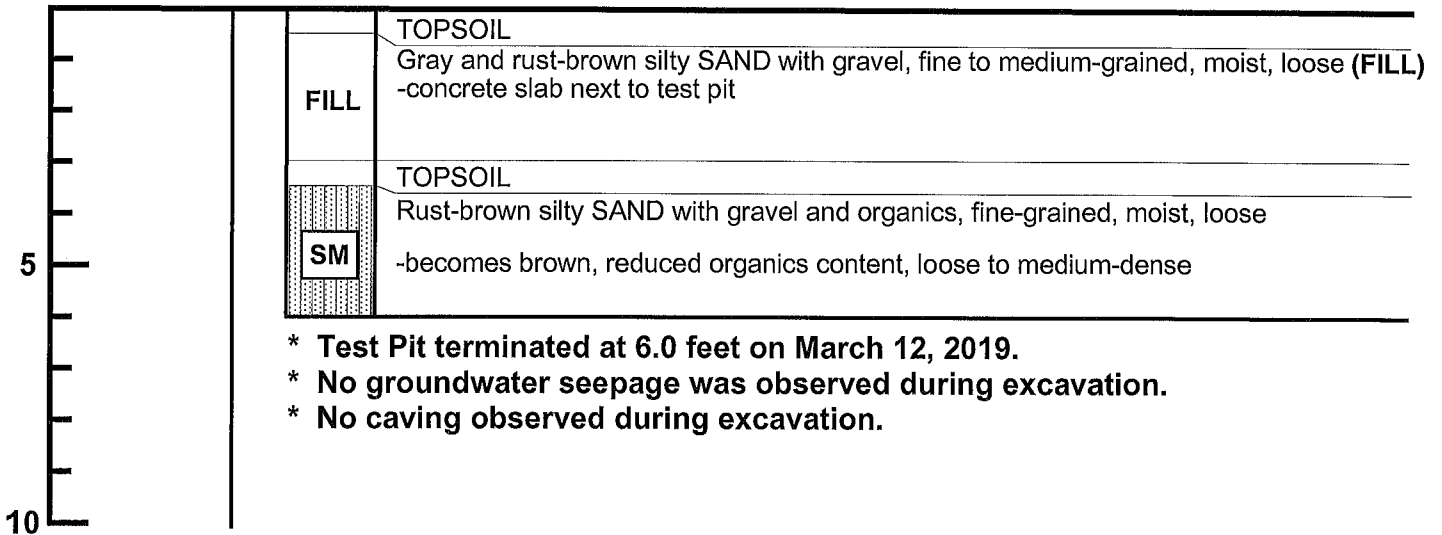 TOPSOIL
Gray and rust-brown silty SAND with gravel, fine to medium-grained, moist, loose (FILL)
-concrete slab next to test pit
FILL
TOPSOIL
Rust-brown silty SAND with gravel and organics, fine-grained, moist, loose
5
SM
-becomes brown, reduced organics content, loose to medium-dense
* Test Pit terminated at 6.0 feet on March 12, 2019.
* No groundwater seepage was observed during excavation.
* No caving observed during excavation.
10